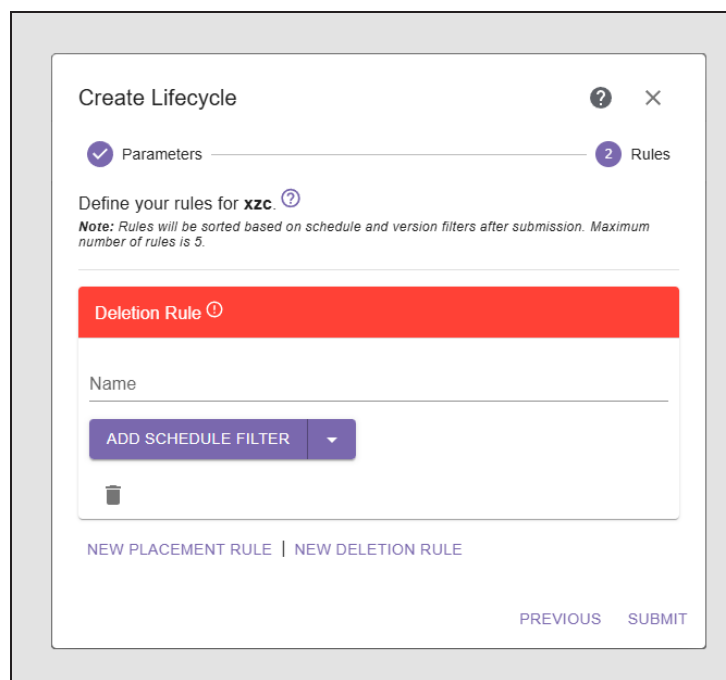 Create Lifecycle
Parameters
2 Rules
Define your rules for xzc.
Note: Rules will be sorted based on schedule and version filters after submission. Maximum
number of rules is 5.
Deletion Rule
Name
ADD SCHEDULE FILTER
NEW PLACEMENT RULE | NEW DELETION RULE
PREVIOUS SUBMIT